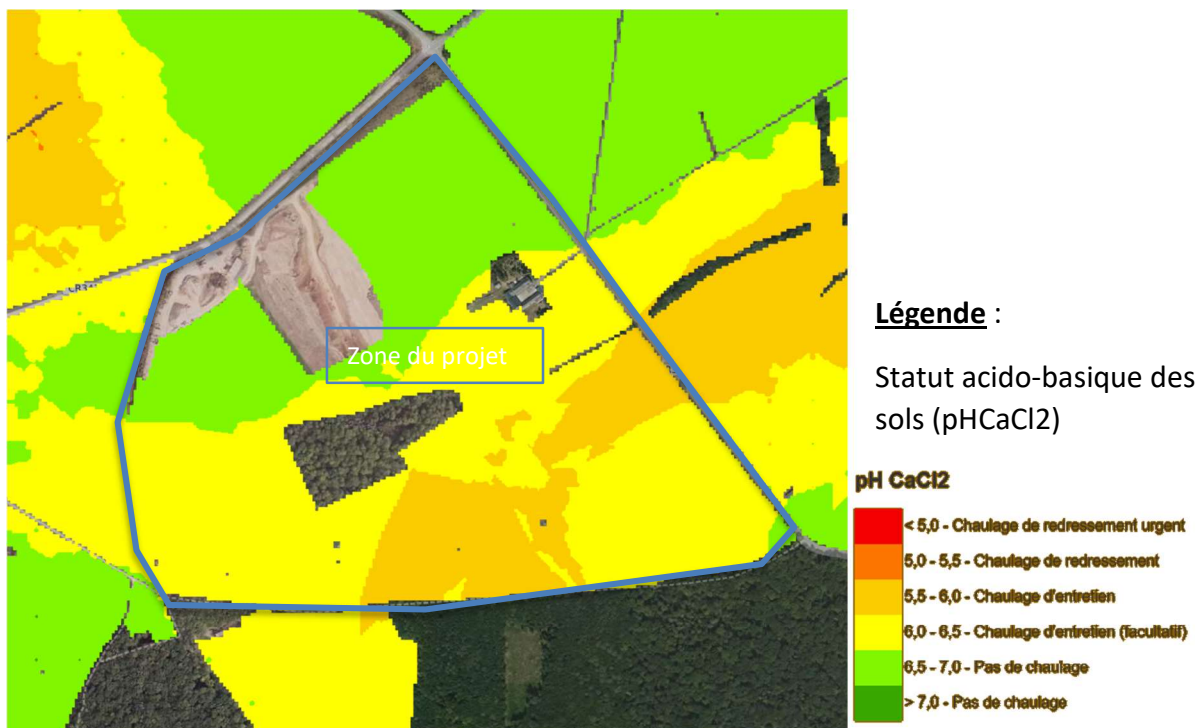 Zone du projet
Légende :
Statut acido-basique des
sols (pHCaCl2)
pH CaCl2
< 5,0 - Chaulage de redressement urgent
5,0 - 5,5 - Chaulage de redressement
5,5 - 6,0 - Chaulage d'entretien
6,0 - 6,5 - Chaulage d'entretien (facultatif)
6,5 - 7,0 - Pas de chaulage
> 7,0 - Pas de chaulage